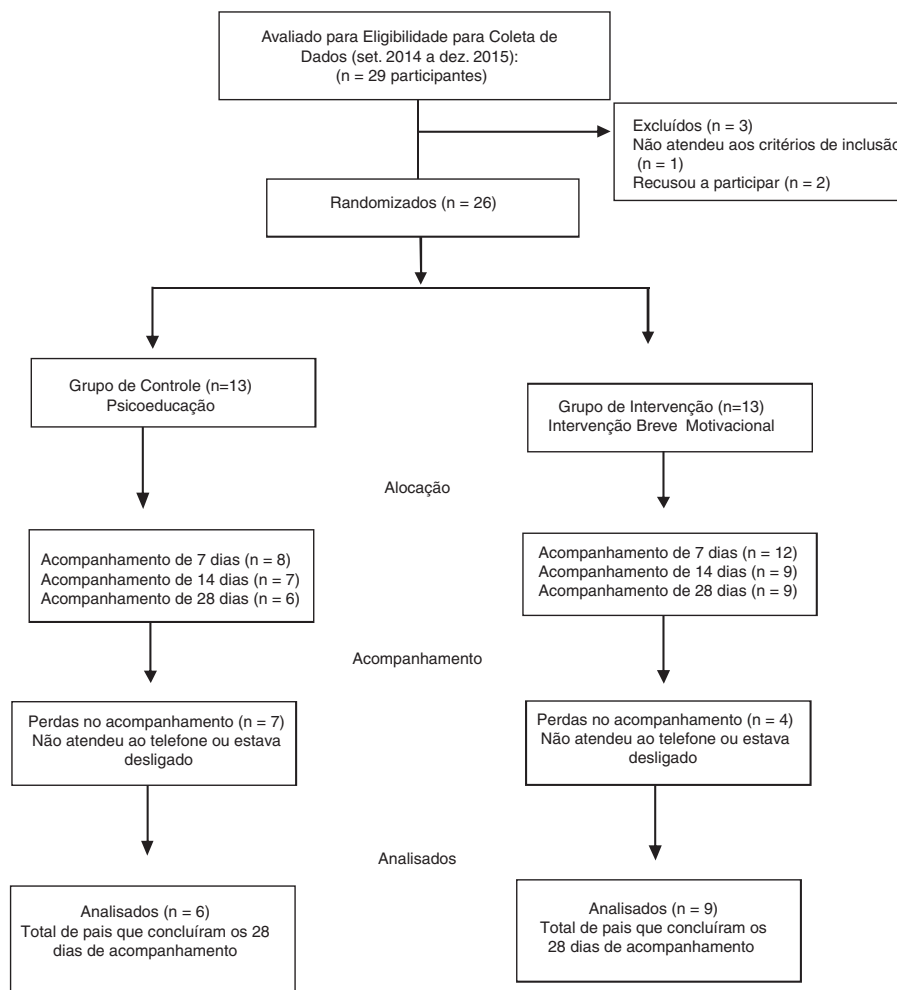 Avaliado para Eligibilidade para Coleta de
Dados (set. 2014 a dez. 2015):
(n = 29 participantes)
Excluídos (n = 3)
Não atendeu aos critérios de inclusão
(n = 1)
Recusou a participar (n = 2)
Randomizados (n = 26)
Grupo de Controle (n=13)
Psicoeducação
Grupo de Intervenção (n=13)
Intervenção Breve Motivacional
Alocação
Acompanhamento de 7 dias (n = 8)
Acompanhamento de 14 dias (n = 7)
Acompanhamento de 28 dias (n = 6)
Acompanhamento de 7 dias (n = 12)
Acompanhamento de 14 dias (n = 9)
Acompanhamento de 28 dias (n = 9)
Acompanhamento
Perdas no acompanhamento (n = 7)
Não atendeu ao telefone ou estava
desligado
Perdas no acompanhamento (n = 4)
Não atendeu ao telefone ou estava
desligado
Analisados
Analisados (n = 6)
Total de pais que concluíram os 28
dias de acompanhamento
Analisados (n = 9)
Total de pais que concluíram os
28 dias de acompanhamento